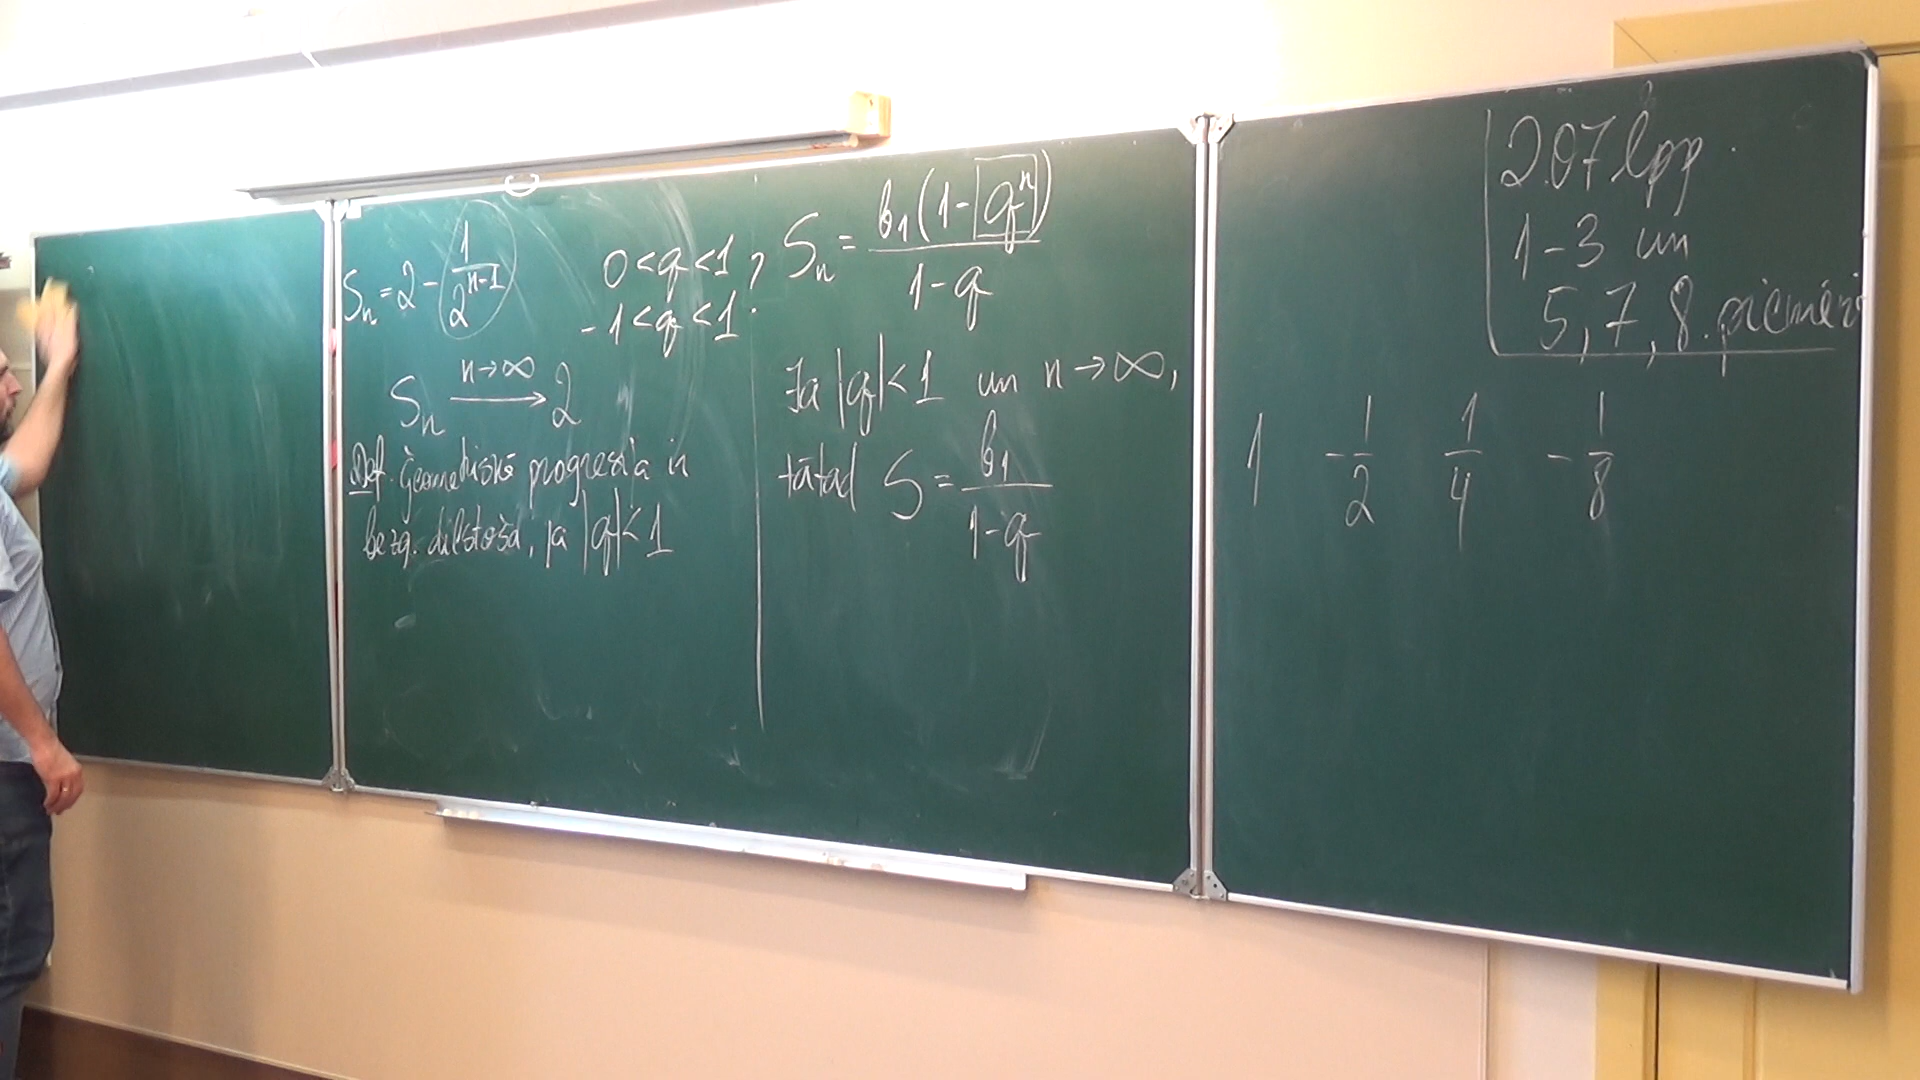 Sₙ = 2 - 1/2ⁿ⁻¹
0 < q < 1 ?
-1 < q < 1
Sₙ n→∞ → 2
Def. Ģeometriskā progresija ir
bezg. dilstoša, ja |q| < 1
Sₙ = b₁(1-qⁿ)/1-q
Ja |q| < 1 un n→∞,
tātad S = b₁/1-q
207 lpp.
1-3 un
5, 7, 8. piemēri
1 -1/2 1/4 -1/8